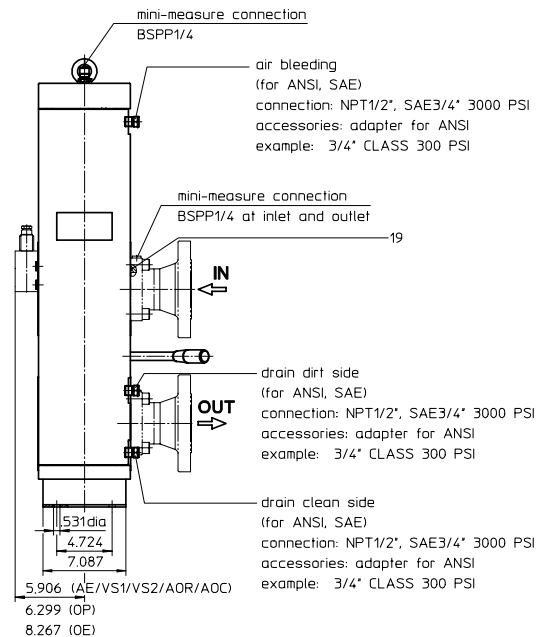 mini-measure connection
BSPP1/4
air bleeding
(for ANSI, SAE)
connection: NPT1/2", SAE3/4" 3000 PSI
accessories: adapter for ANSI
example: 3/4" CLASS 300 PSI
mini-measure connection
BSPP1/4 at inlet and outlet
19
IN
drain dirt side
(for ANSI, SAE)
connection: NPT1/2", SAE3/4" 3000 PSI
accessories: adapter for ANSI
example: 3/4" CLASS 300 PSI
OUT
drain clean side
(for ANSI, SAE)
connection: NPT1/2", SAE3/4" 3000 PSI
accessories: adapter for ANSI
example: 3/4" CLASS 300 PSI
.531dia
4.724
7.087
5,906 (AE/VS1/VS2/AOR/AOC)
6.299 (OP)
8.267 (OE)